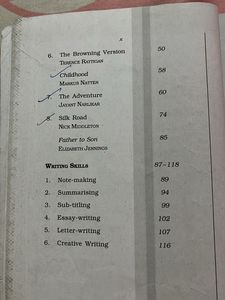 x
6. The Browning Version 50
TERENCE RATTIGAN
Childhood 58
MARKUS NATTEN
7. The Adventure 60
JAYANT NARLIKAR
8. Silk Road 74
NICK MIDDLETON
Father to Son 85
ELIZABETH JENNINGS
WRITING SKILLS 87–118
1. Note-making 89
2. Summarising 94
3. Sub-titling 99
4. Essay-writing 102
5. Letter-writing 107
6. Creative Writing 116